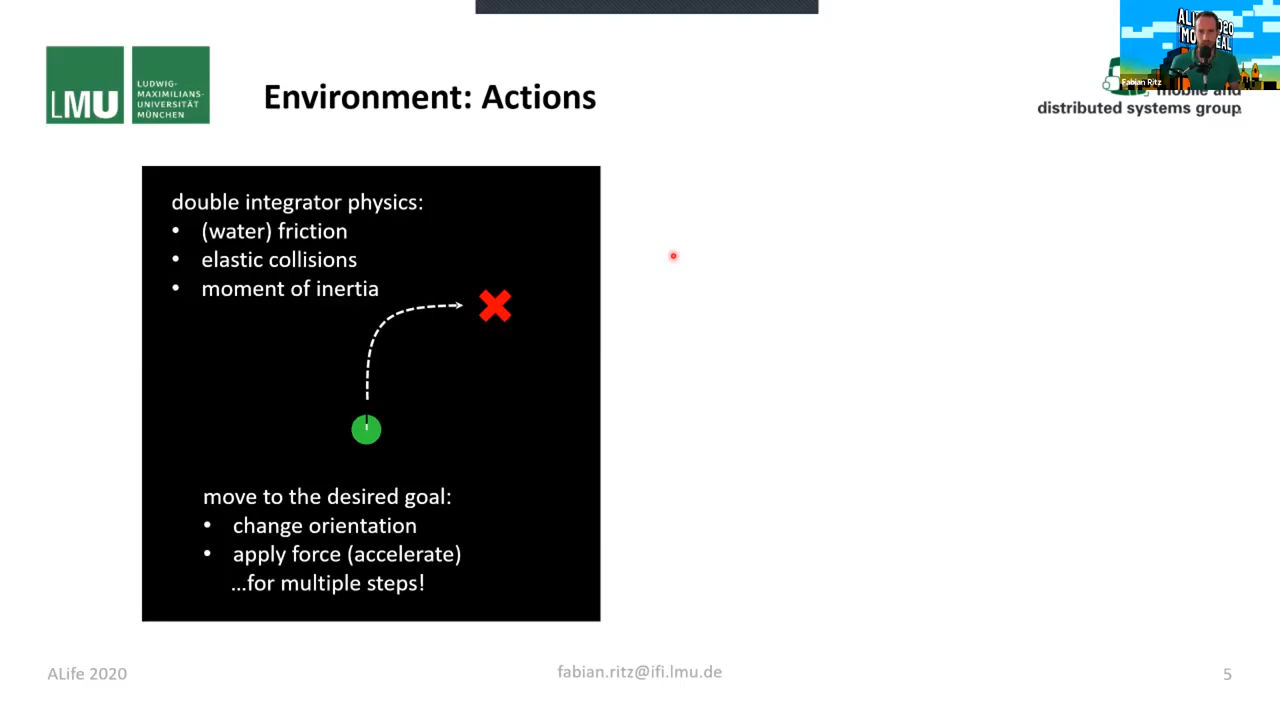 LMU
LUDWIG-
MAXIMILIANS-
UNIVERSITÄT
MÜNCHEN
Environment: Actions
Fabian Ritz
mobile and
distributed systems group
double integrator physics:
• (water) friction
• elastic collisions
• moment of inertia
move to the desired goal:
• change orientation
• apply force (accelerate)
...for multiple steps!
ALife 2020
fabian.ritz@ifi.lmu.de
5